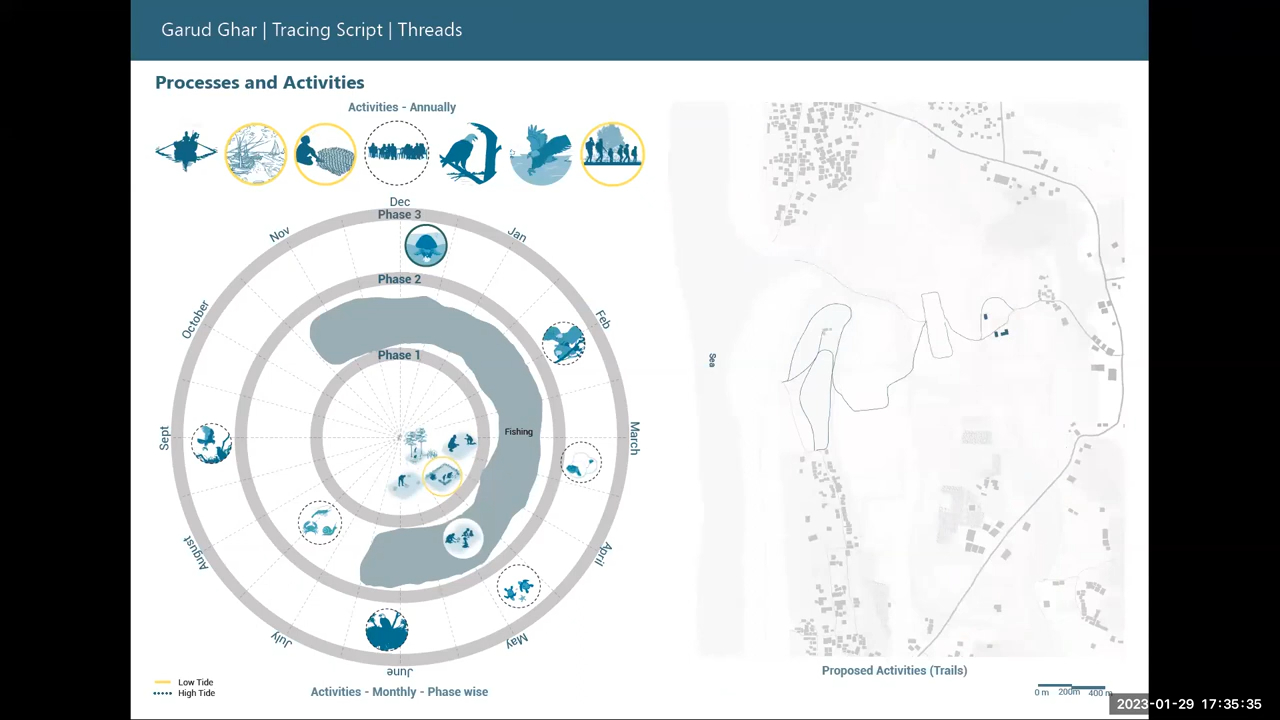 Garud Ghar | Tracing Script | Threads
Processes and Activities
Activities - Annually
Dec
Phase 3
Nov
Jan
Phase 2
October
Feb
Phase 1
Sea
Sept
Fishing
March
August
April
July
May
June
Low Tide
High Tide
Activities - Monthly - Phase wise
Proposed Activities (Trails)
0 m 200m 400 m
2023-01-29 17:35:35